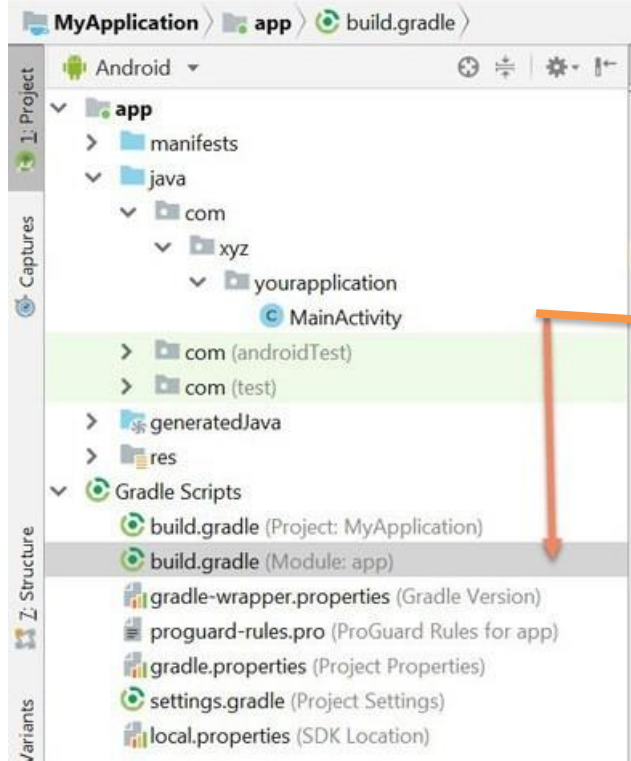 MyApplication app build.gradle
1: Project
Android
app
manifests
java
com
xyz
yourapplication
C MainActivity
com (androidTest)
com (test)
generatedJava
res
Captures
Gradle Scripts
build.gradle (Project: MyApplication)
build.gradle (Module: app)
gradle-wrapper.properties (Gradle Version)
proguard-rules.pro (ProGuard Rules for app)
gradle.properties (Project Properties)
settings.gradle (Project Settings)
local.properties (SDK Location)
Z: Structure
Variants